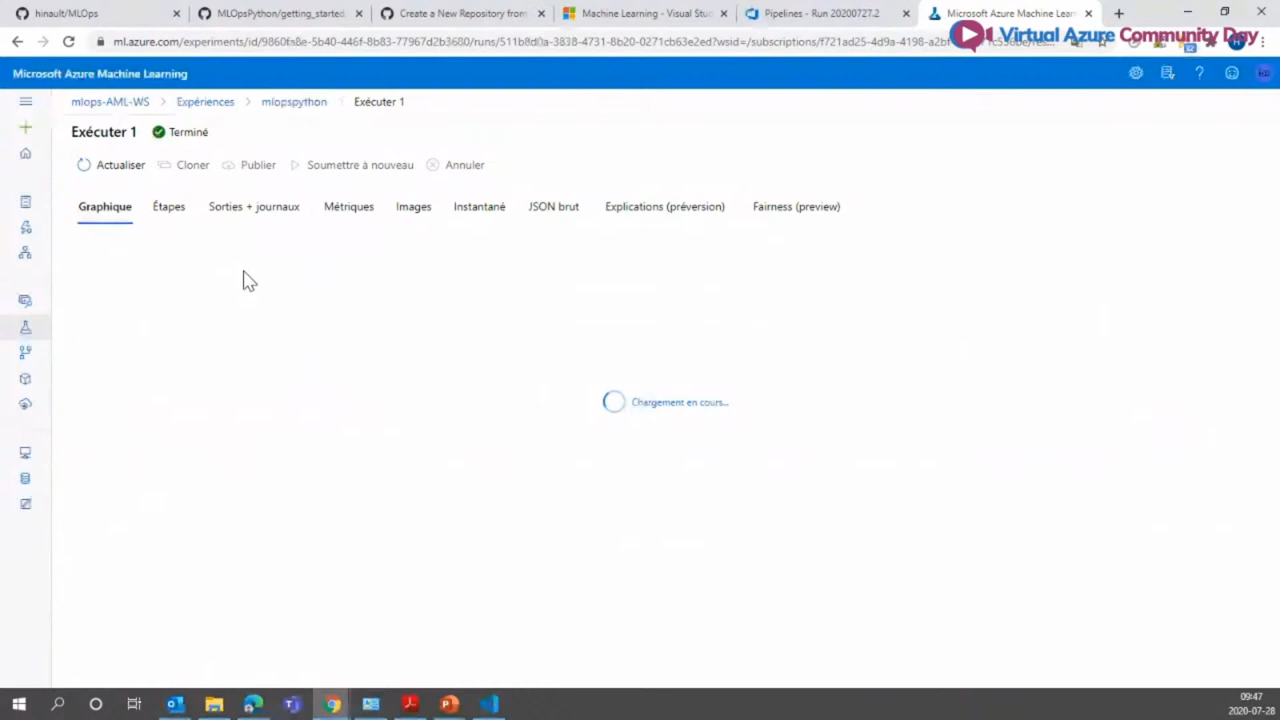 hinault/MLOps
MLOpsPython/getting_started.
Create a New Repository from
Machine Learning - Visual Stud
Pipelines - Run 20200727.2
Microsoft Azure Machine Learn
Virtual Azure Community Day
Microsoft Azure Machine Learning
mlops-AML-WS > Expériences > mlopspython > Exécuter 1
Exécuter 1 Terminé
Actualiser Cloner Publier Soumettre à nouveau Annuler
Graphique Étapes Sorties + journaux Métriques Images Instantané JSON brut Explications (préversion) Fairness (preview)
Chargement en cours...
09:47
2020-07-28